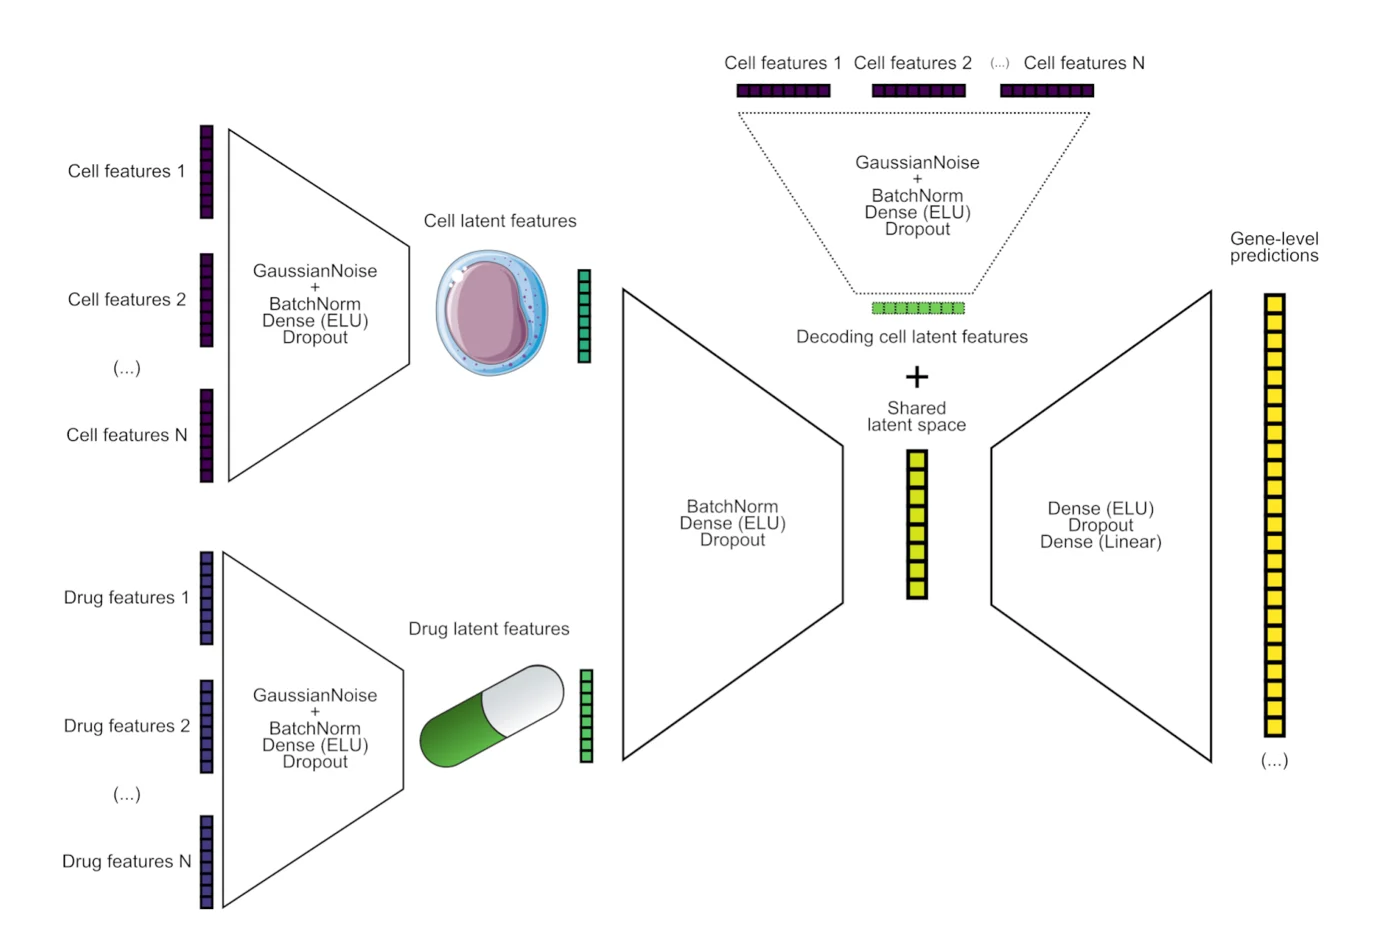 Cell features 1
Cell features 2
(...)
Cell features N
GaussianNoise
+
BatchNorm
Dense (ELU)
Dropout
Cell latent features
Drug features 1
Drug features 2
(...)
Drug features N
GaussianNoise
+
BatchNorm
Dense (ELU)
Dropout
Drug latent features
BatchNorm
Dense (ELU)
Dropout
Cell features 1 Cell features 2 (...) Cell features N
GaussianNoise
+
BatchNorm
Dense (ELU)
Dropout
Decoding cell latent features
+
Shared
latent space
Dense (ELU)
Dropout
Dense (Linear)
Gene-level
predictions
(...)